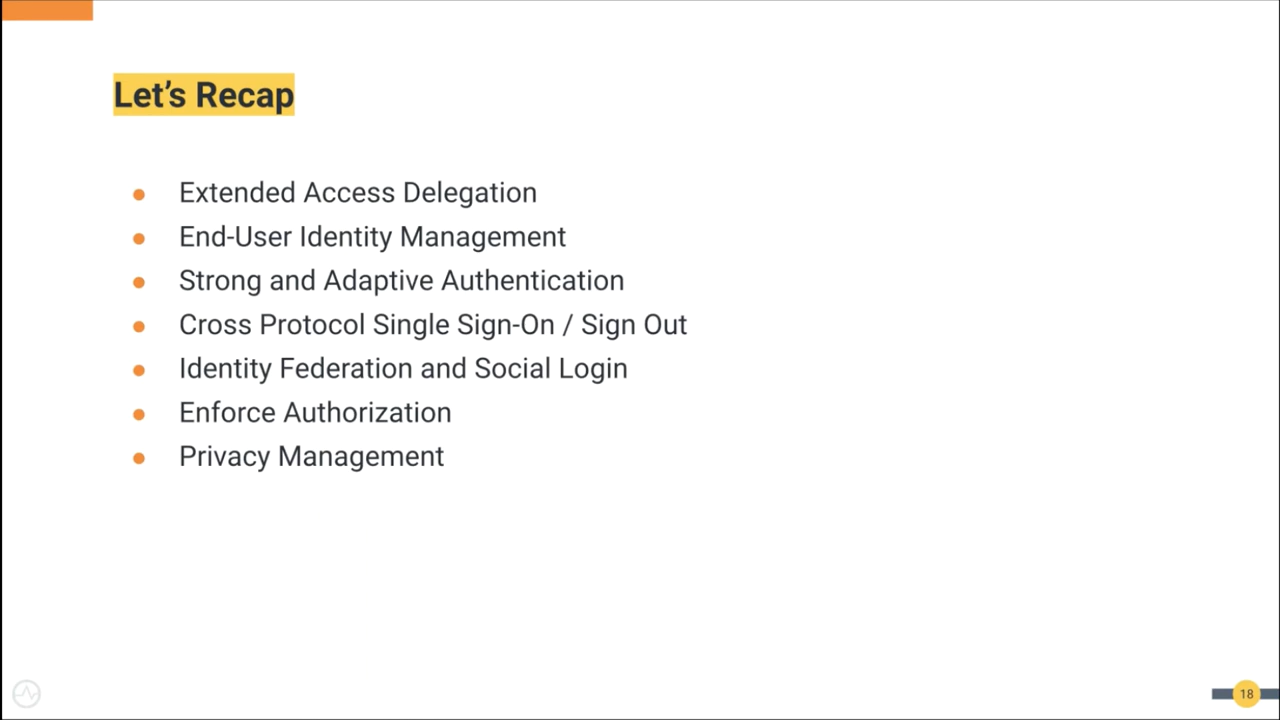 Let’s Recap
● Extended Access Delegation
● End-User Identity Management
● Strong and Adaptive Authentication
● Cross Protocol Single Sign-On / Sign Out
● Identity Federation and Social Login
● Enforce Authorization
● Privacy Management
18